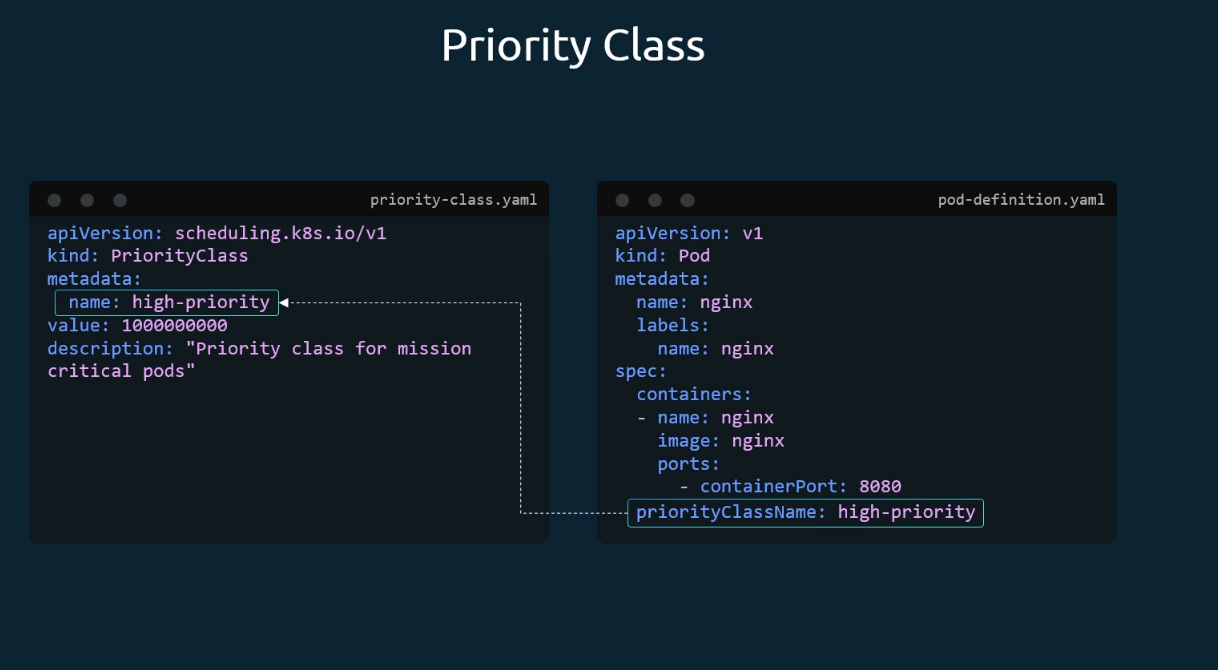 Priority Class
priority-class.yaml
apiVersion: scheduling.k8s.io/v1
kind: PriorityClass
metadata:
  name: high-priority
value: 1000000000
description: "Priority class for mission
critical pods"
pod-definition.yaml
apiVersion: v1
kind: Pod
metadata:
  name: nginx
  labels:
    name: nginx
spec:
  containers:
  - name: nginx
    image: nginx
    ports:
      - containerPort: 8080
  priorityClassName: high-priority